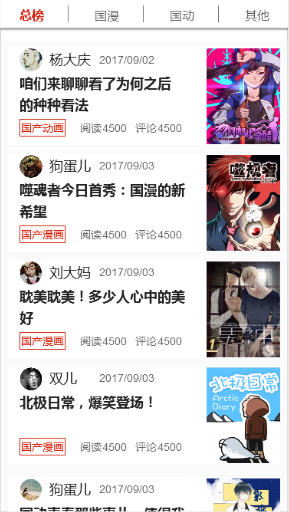 总榜 国漫 国动 其他
杨大庆 2017/09/02
咱们来聊聊看了为何之后
的种种看法
国产动画 阅读4500 评论4500
狗蛋儿 2017/09/03
噬魂者今日首秀：国漫的新
希望
国产漫画 阅读4500 评论4500
噬极者
刘大妈 2017/09/03
耽美耽美！多少人心中的美
好
国产漫画 阅读4500 评论4500
1
双儿 2017/09/03
北极日常，爆笑登场！
国产漫画 阅读4500 评论4500
北极日常
Arctic
Diary
狗蛋儿 2017/09/03